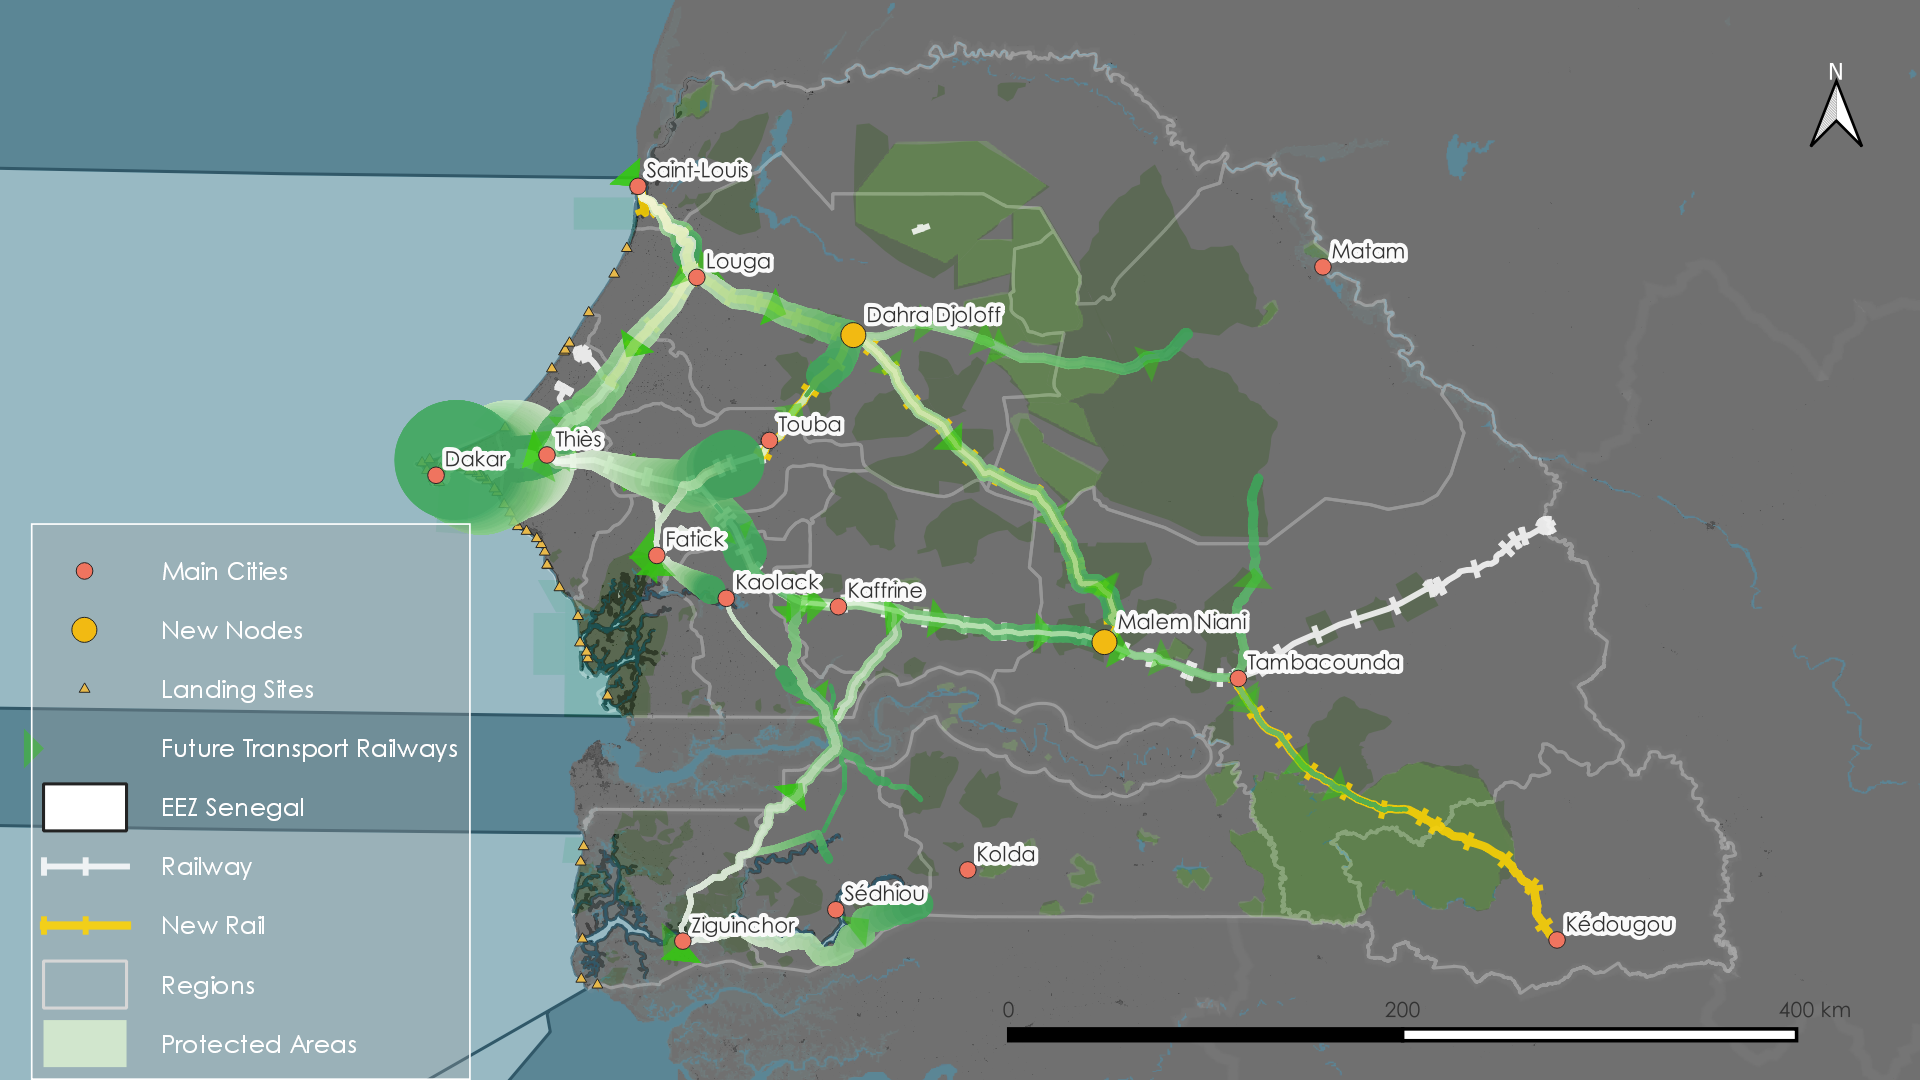 N
Saint-Louis
Matam
Louga
Dahra Djoloff
Touba
Thiès
Dakar
Fatick
Kaolack
Kaffrine
Malem Niani
Tambacounda
Kolda
Sédhiou
Ziguinchor
Kédougou
Main Cities
New Nodes
Landing Sites
Future Transport Railways
EEZ Senegal
Railway
New Rail
Regions
Protected Areas
0 200 400 km